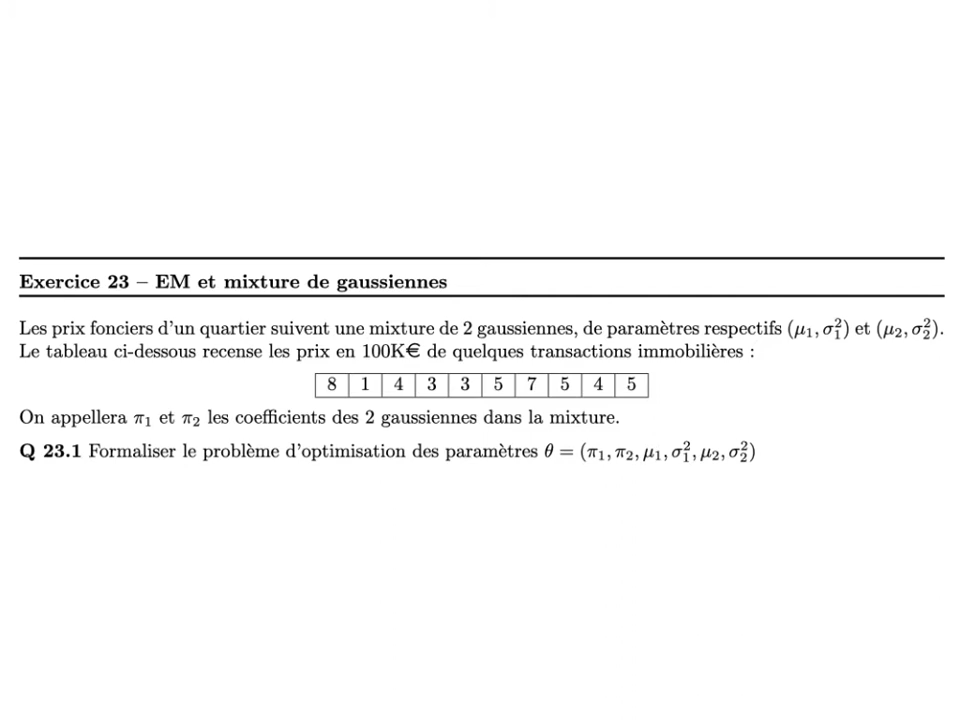 Exercice 23 – EM et mixture de gaussiennes
Les prix fonciers d'un quartier suivent une mixture de 2 gaussiennes, de paramètres respectifs (μ₁, σ₁²) et (μ₂, σ₂²).
Le tableau ci-dessous recense les prix en 100K€ de quelques transactions immobilières :
8 1 4 3 3 5 7 5 4 5
On appellera π₁ et π₂ les coefficients des 2 gaussiennes dans la mixture.
Q 23.1 Formaliser le problème d'optimisation des paramètres θ = (π₁, π₂, μ₁, σ₁², μ₂, σ₂²)